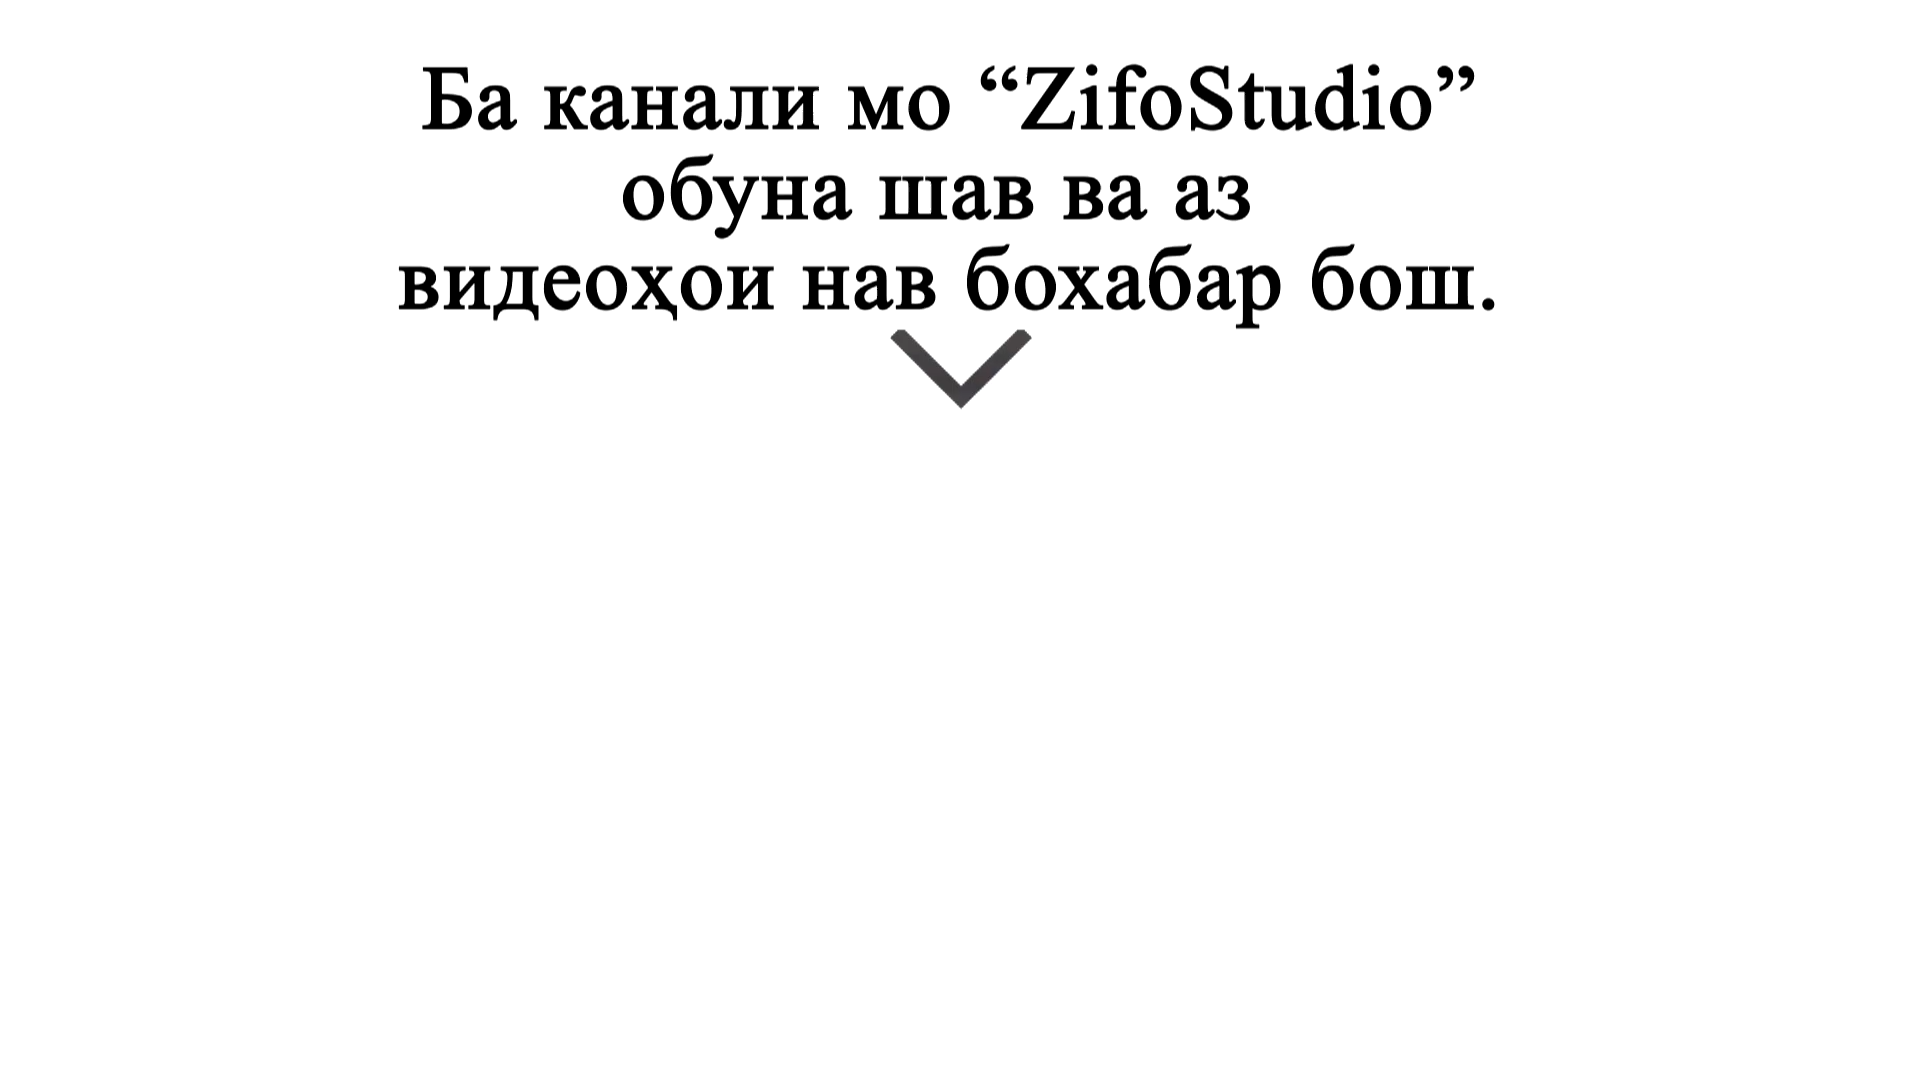 Ба канали мо “ZifoStudio”
обуна шав ва аз
видеоҳои нав бохабар бош.